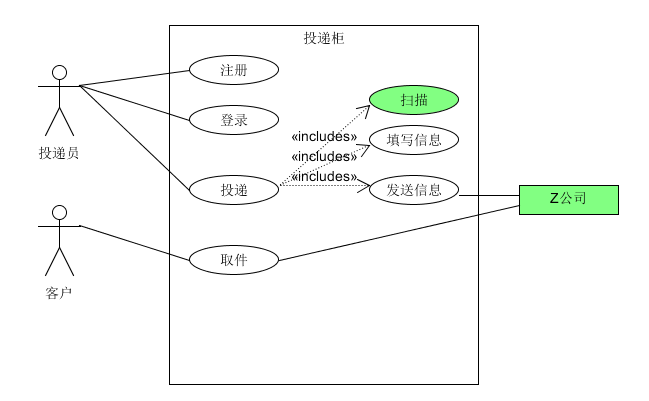 投递柜
注册
扫描
登录
«includes»
填写信息
投递员
«includes»
«includes»
投递
发送信息
Z公司
取件
客户